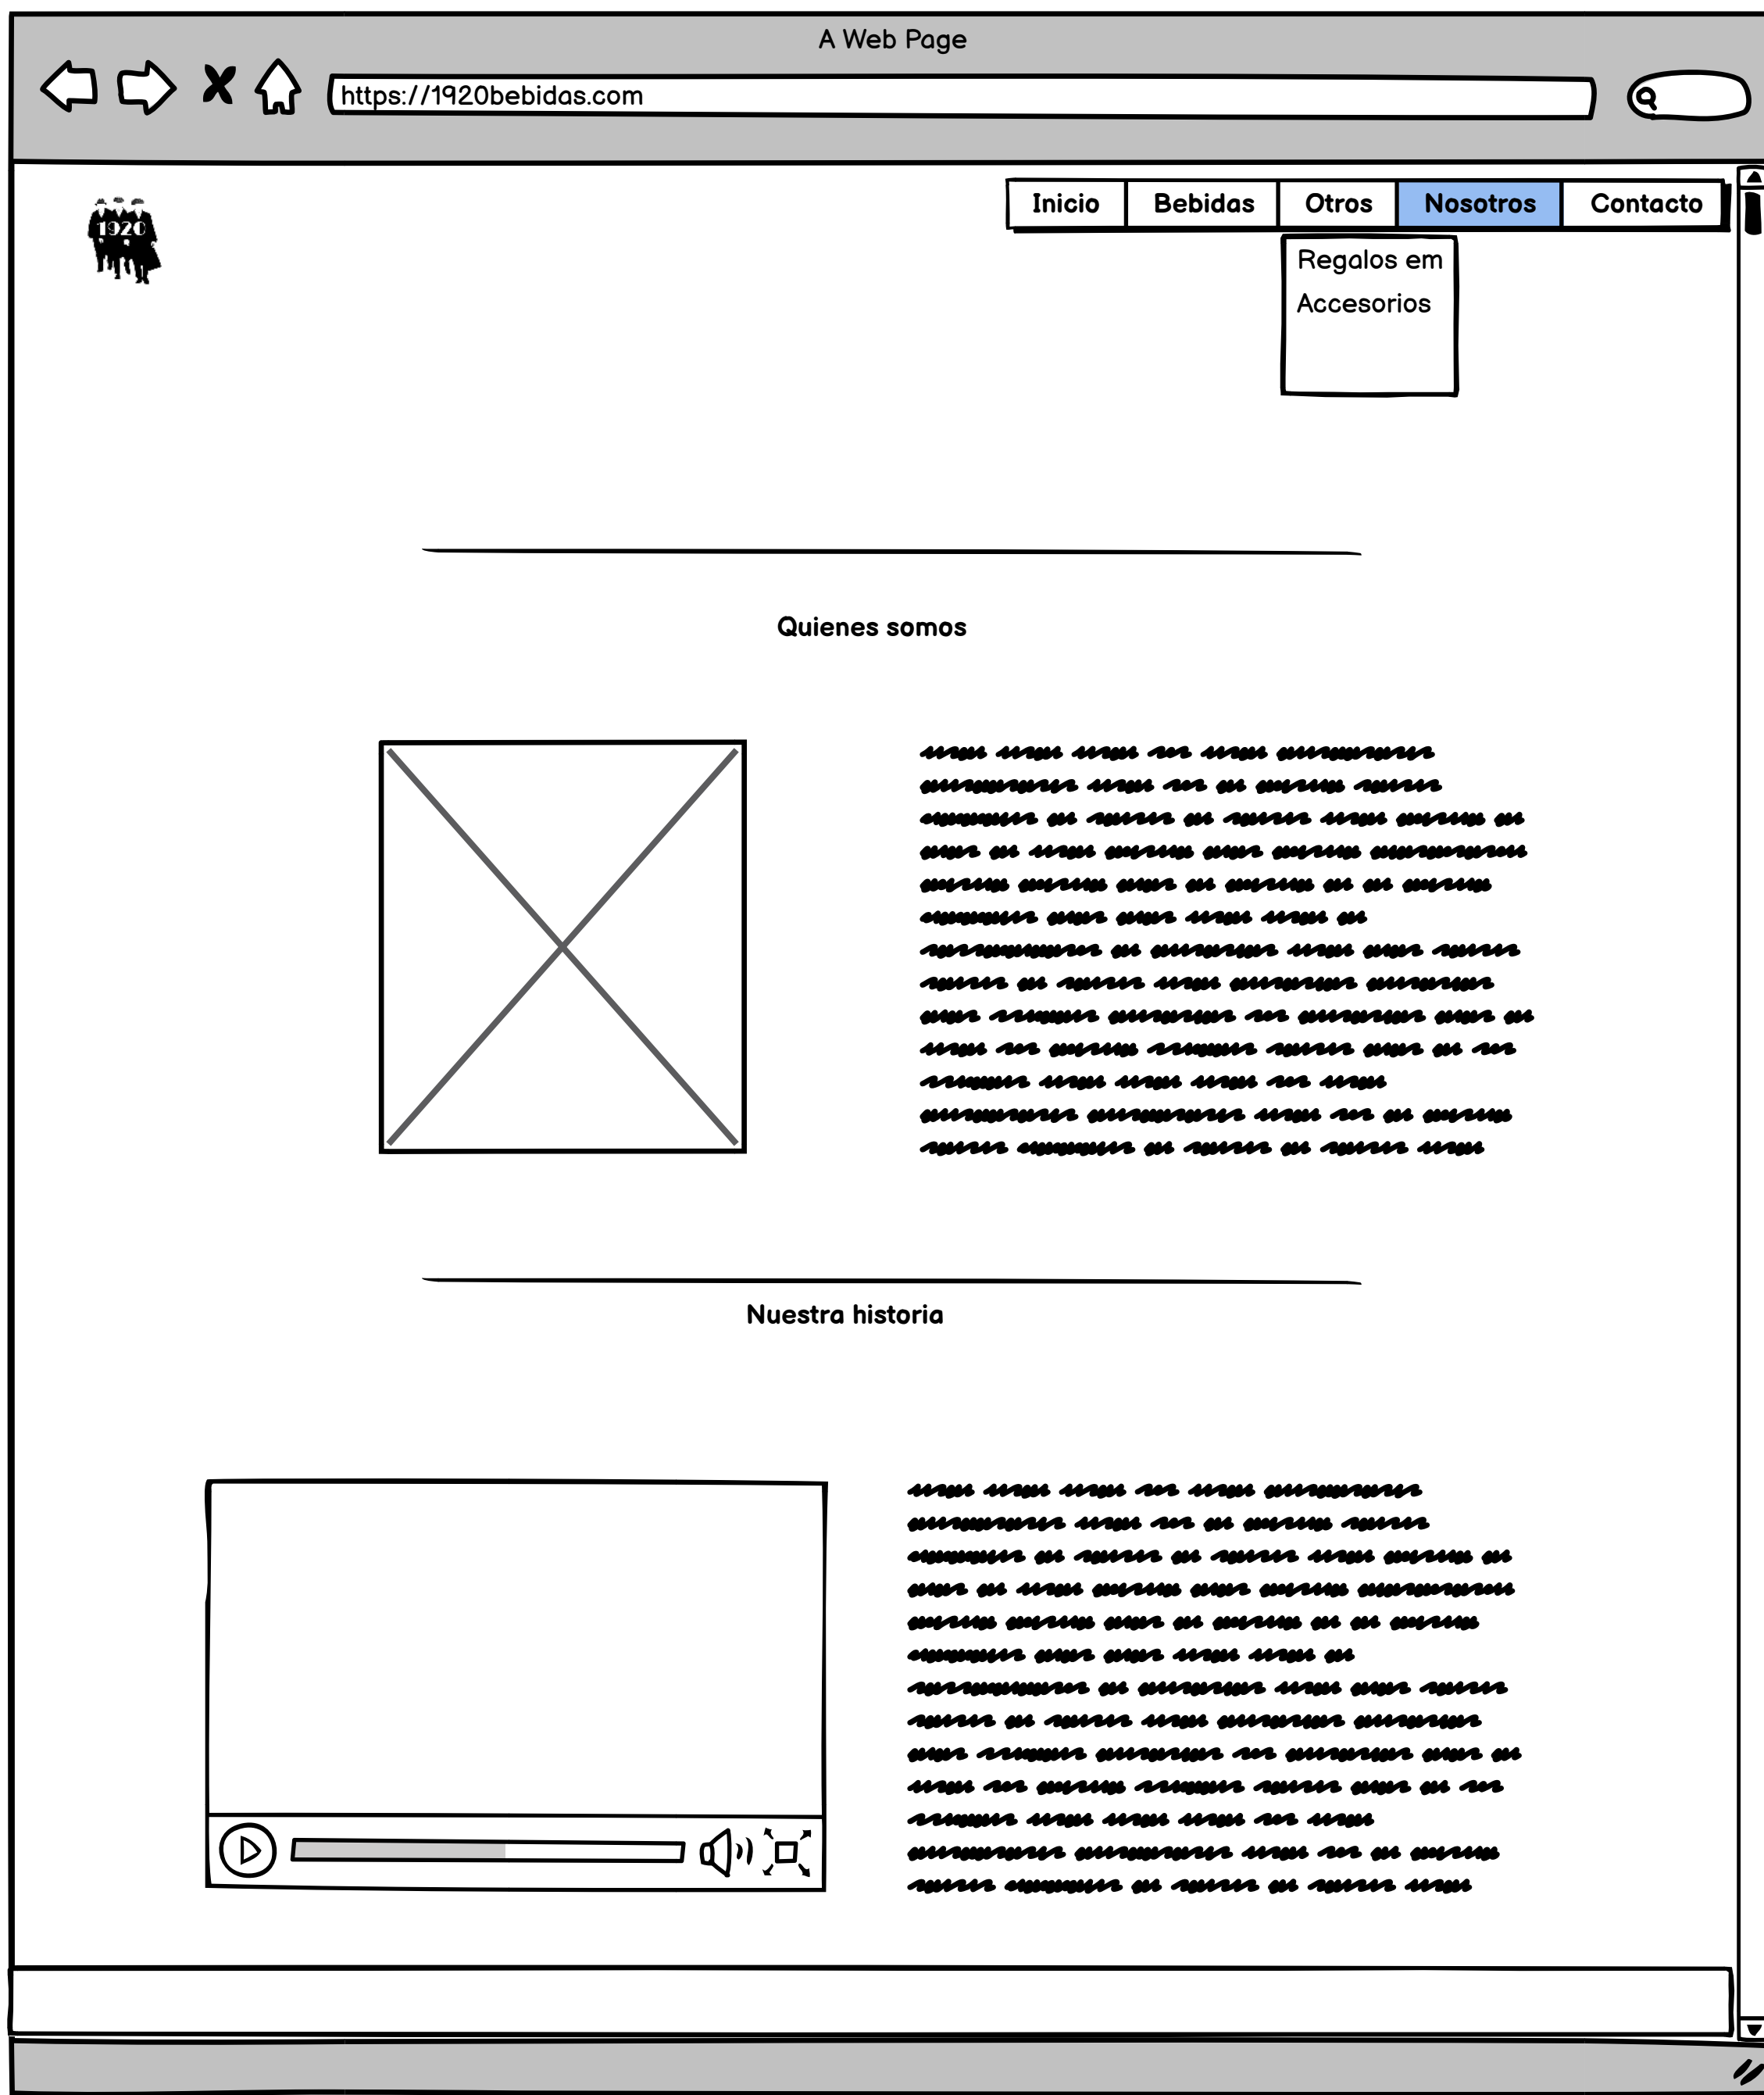 A Web Page
https://1920bebidas.com
1920
Inicio Bebidas Otros Nosotros Contacto
Regalos em
Accesorios
Quienes somos
Nuestra historia